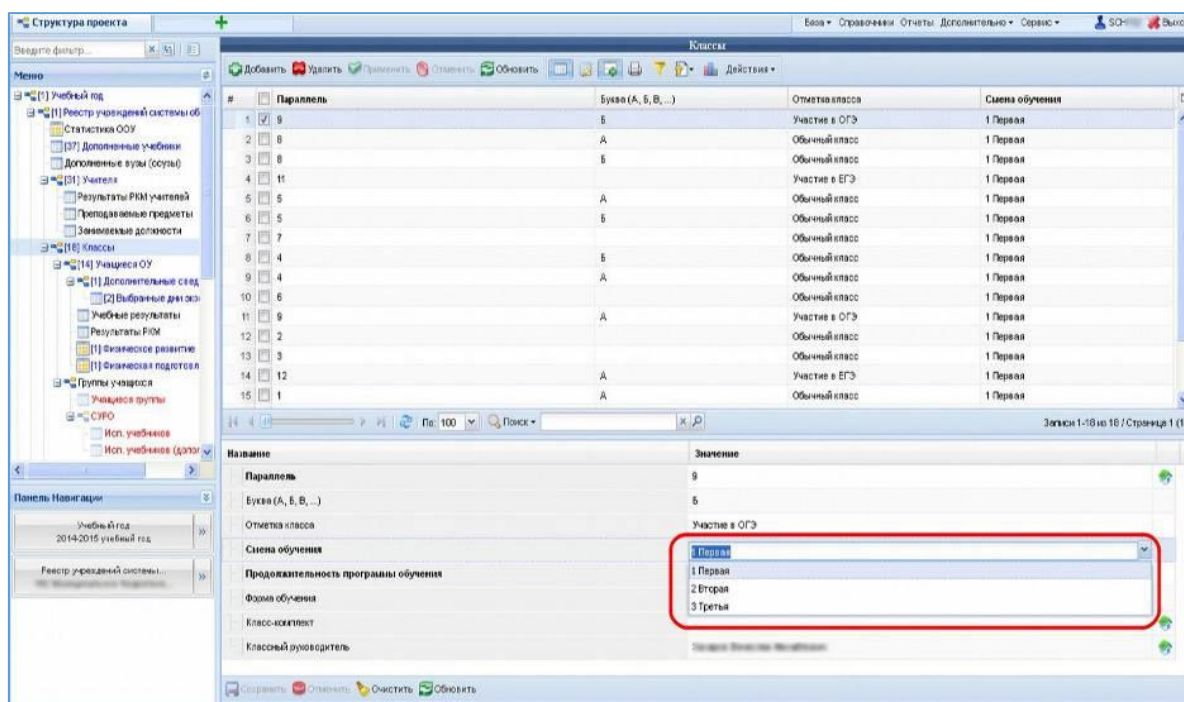 Структура проекта
База Справочники Отчеты Дополнительно Сервис Выхо
Введите фильтр...
Классы
Меню
Добавить Удалить Применить Отменить Обновить Действия
[1] Учебный год
[1] Реестр учреждений системы об
Статистика ООУ
[37] Дополненные учебники
Дополненные вузы (ссузы)
[31] Учителя
Результаты РКМ учителей
Преподаваемые предметы
Занимаемые должности
[18] Классы
[14] Учащиеся ОУ
[1] Дополнительные свед
[2] Выбранные дни экз
Учебные результаты
Результаты РКМ
[1] Физическое развитие
[1] Физическая подготовл
Группы учащихся
Учащиеся группы
СУРО
Исп. учебников
Исп. учебников (допол
# Параллель Буква (А, Б, В, ...) Отметка класса Смена обучения
1 9 Б Участие в ОГЭ 1 Первая
2 8 А Обычный класс 1 Первая
3 8 Б Обычный класс 1 Первая
4 11 Участие в ЕГЭ 1 Первая
5 5 А Обычный класс 1 Первая
6 5 Б Обычный класс 1 Первая
7 7 Обычный класс 1 Первая
8 4 Б Обычный класс 1 Первая
9 4 А Обычный класс 1 Первая
10 6 Обычный класс 1 Первая
11 9 А Участие в ОГЭ 1 Первая
12 2 Обычный класс 1 Первая
13 3 Обычный класс 1 Первая
14 12 А Участие в ЕГЭ 1 Первая
15 1 А Обычный класс 1 Первая
По: 100 Поиск Записи 1-18 из 18 / Страница 1 (1
Название Значение
Параллель 9
Буква (А, Б, В, ...) Б
Отметка класса Участие в ОГЭ
Смена обучения 1 Первая
Продолжительность программы обучения 1 Первая
2 Вторая
Форма обучения 3 Третья
Класс-комплект
Классный руководитель
Панель Навигации
Учебный год
2014-2015 учебный год
Реестр учреждений системы...
Сохранить Отменить Очистить Обновить